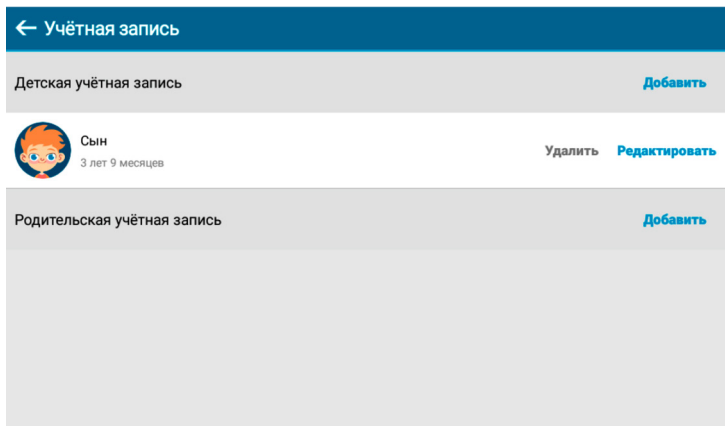 Учётная запись
Детская учётная запись Добавить
Сын
3 лет 9 месяцев
Удалить Редактировать
Родительская учётная запись Добавить